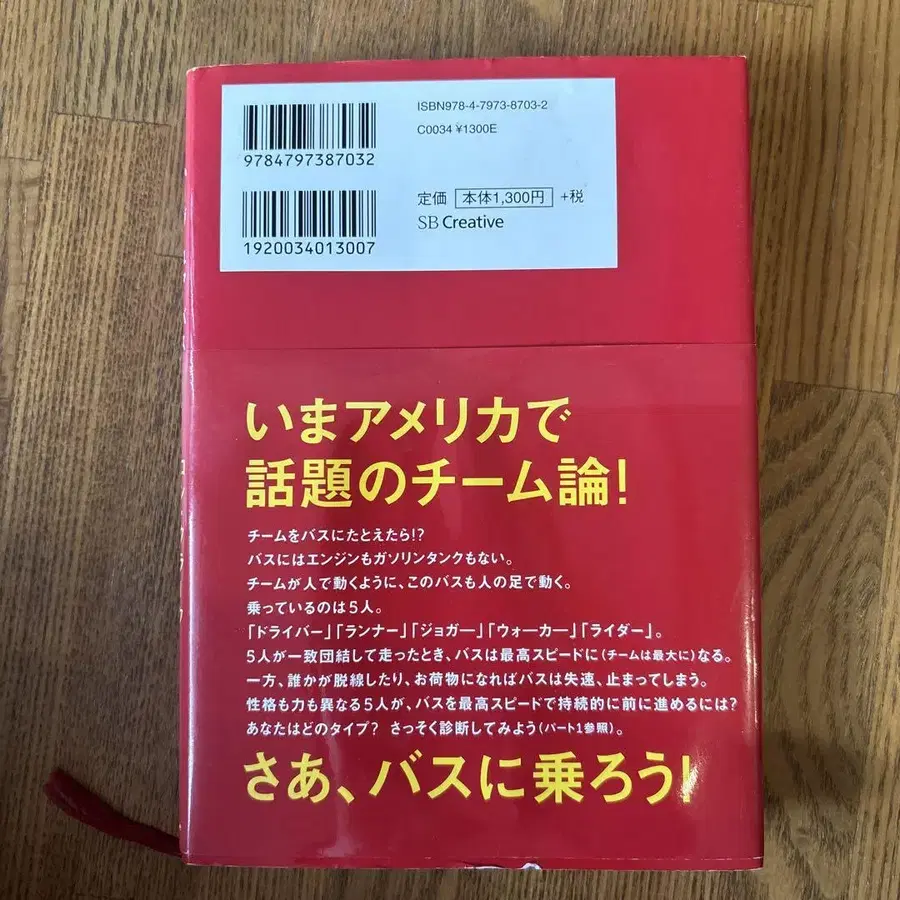 ISBN978-4-7973-8703-2
C0034 ¥1300E
9784797387032
定価 本体1,300円 +税
SB Creative
1920034013007
いまアメリカで
話題のチーム論!
チームをバスにたとえたら!?
バスにはエンジンもガソリンタンクもない。
チームが人で動くように、このバスも人の足で動く。
乗っているのは5人。
「ドライバー」「ランナー」「ジョガー」「ウォーカー」「ライダー」。
5人が一致団結して走ったとき、バスは最高スピードに(チームは最大に)なる。
一方、誰かが脱線したり、お荷物になればバスは失速、止まってしまう。
性格も力も異なる5人が、バスを最高スピードで持続的に前に進めるには?
あなたはどのタイプ? さっそく診断してみよう(パート1参照)。
さあ、バスに乗ろう!